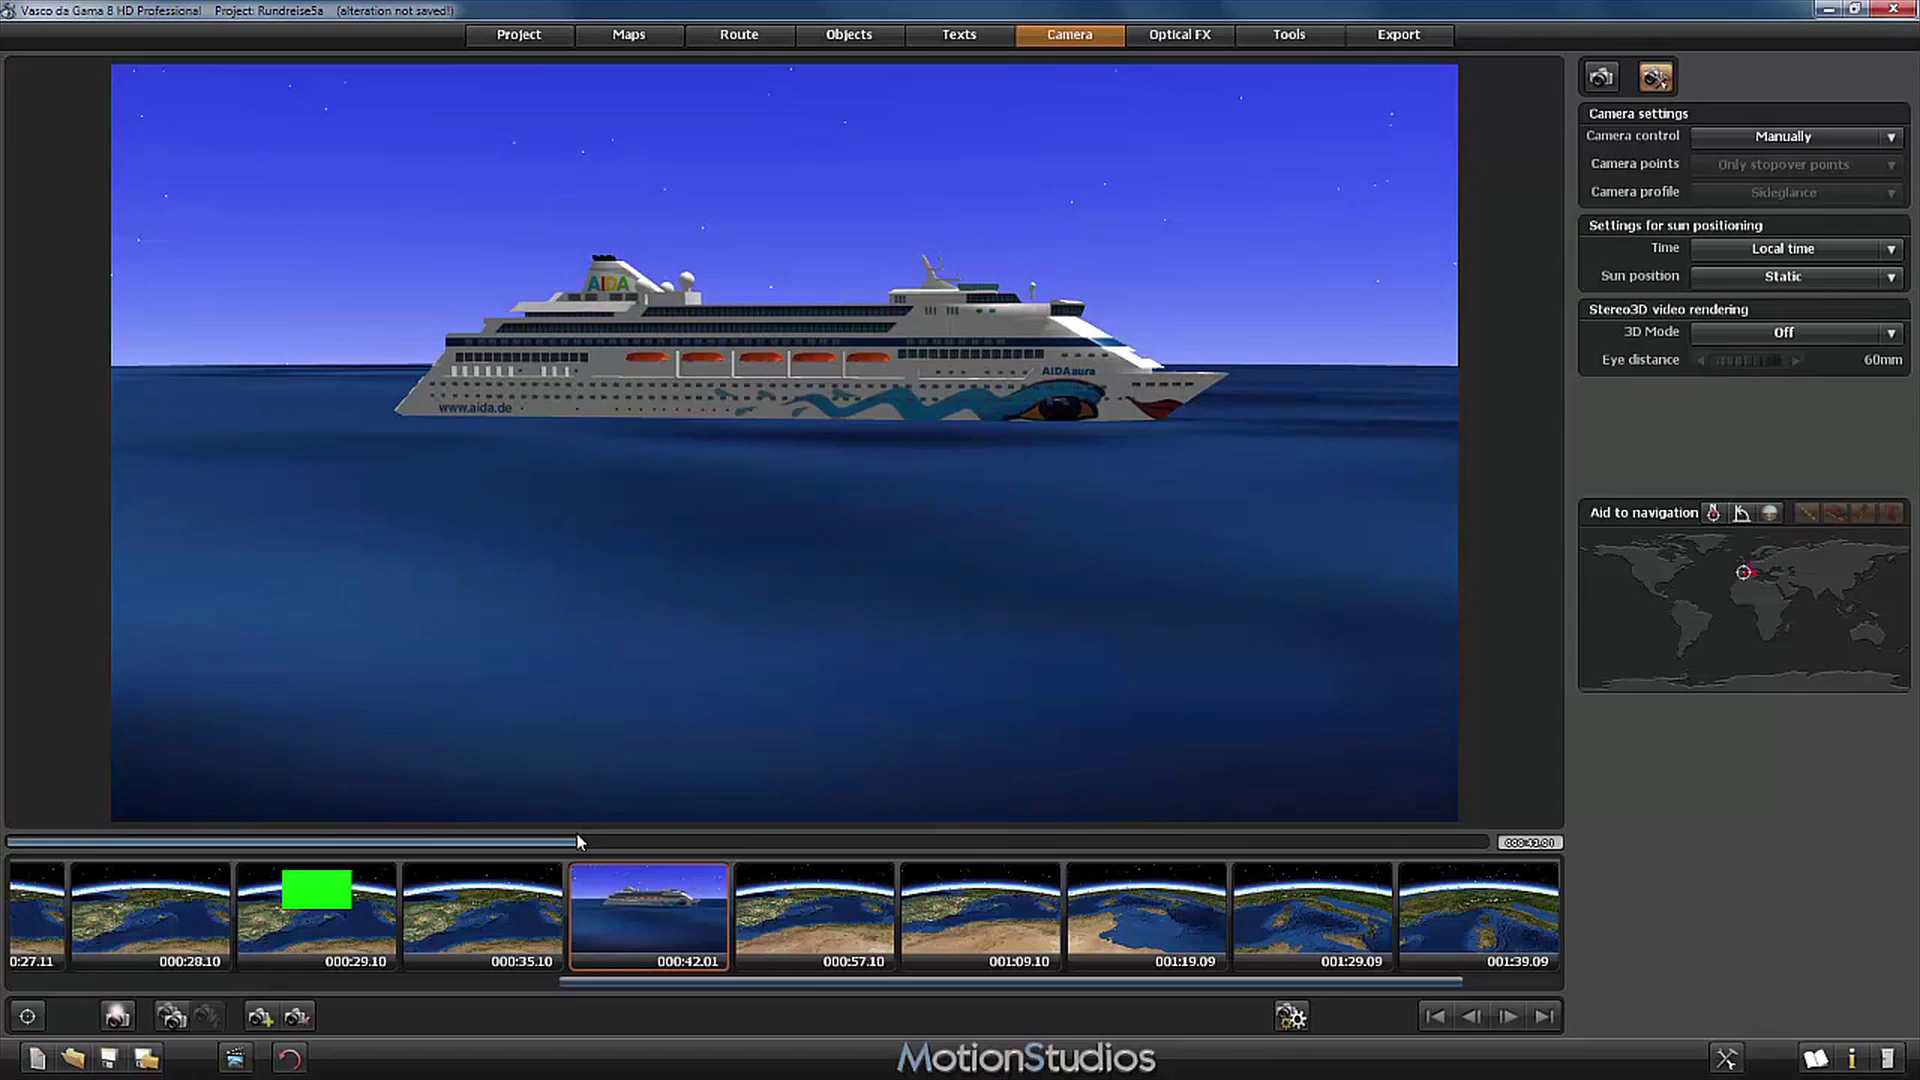 Vasco da Gama 8 HD Professional Project: Rundreise5a (alteration not saved!)
Project Maps Route Objects Texts Camera Optical FX Tools Export
Camera settings
Camera control Manually
Camera points Only stopover points
Camera profile Sideglance
Settings for sun positioning
Time Local time
Sun position Static
Stereo3D video rendering
3D Mode Off
Eye distance 60mm
AIDA
AIDAaura
www.aida.de
Aid to navigation
N
0:27.11 000:28.10 000:29.10 000:35.10 000:42.01 000:57.10 001:09.10 001:19.09 001:29.09 001:39.09
MotionStudios